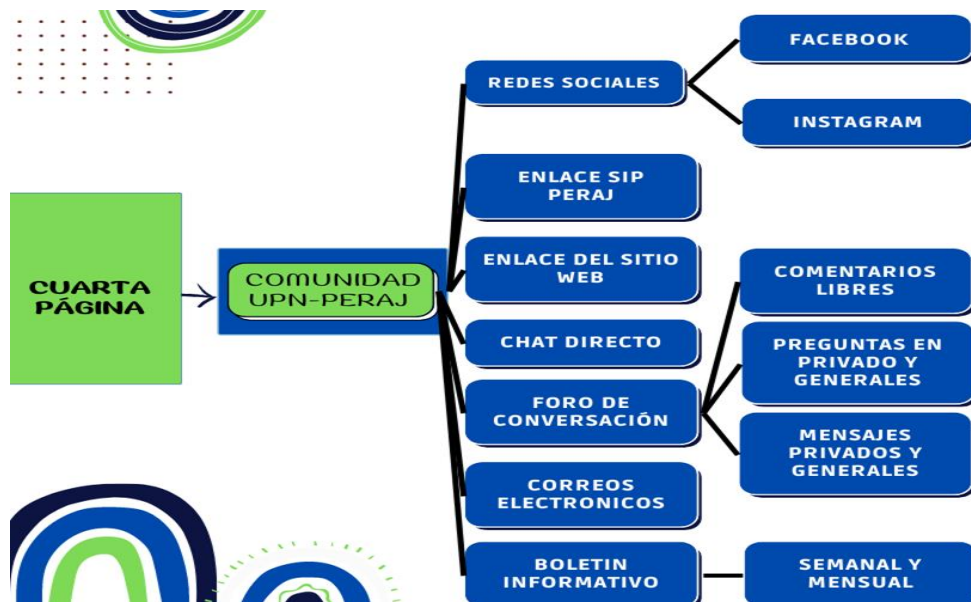 CUARTA
PÁGINA
COMUNIDAD
UPN-PERAJ
REDES SOCIALES
FACEBOOK
INSTAGRAM
ENLACE SIP
PERAJ
ENLACE DEL SITIO
WEB
CHAT DIRECTO
FORO DE
CONVERSACIÓN
COMENTARIOS
LIBRES
PREGUNTAS EN
PRIVADO Y
GENERALES
MENSAJES
PRIVADOS Y
GENERALES
CORREOS
ELECTRONICOS
BOLETIN
INFORMATIVO
SEMANAL Y
MENSUAL